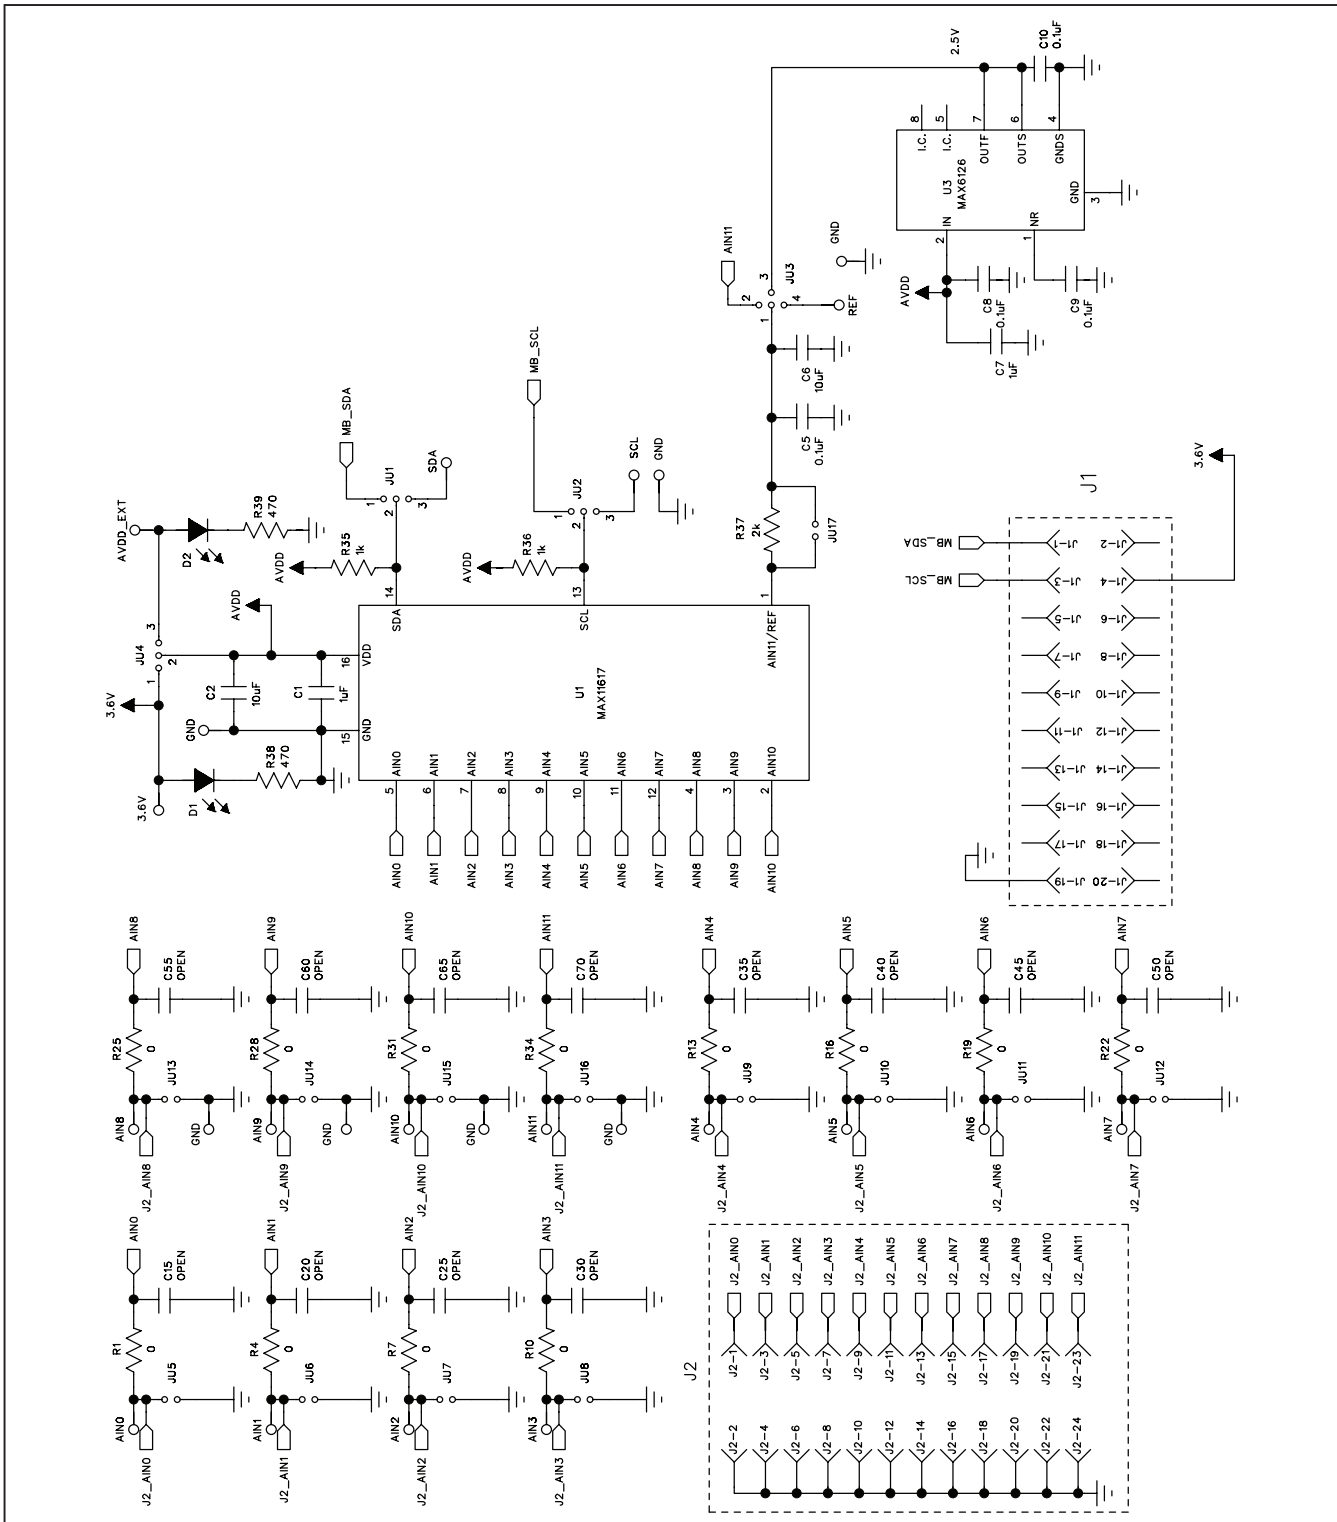 2.5V
C10
0.1uF
8
5
7
6
4
I.C.
I.C.
OUTF
OUTS
GNDS
U3
MAX6126
GND
3
IN
NR
2
1
AVDD
C8
0.1uF
C9
0.1uF
C7
1uF
AIN11
GND
2
3
JU3
4
1
REF
C6
10uF
C5
0.1uF
R37
2k
JU17
MB_SCL
JU2
1
2
3
SCL
GND
AVDD
R36
1k
MB_SDA
JU1
1
2
3
SDA
AVDD
R35
1k
AVDD_EXT
D2
R39
470
AVDD
3
JU4
2
1
3.6V
C2
10uF
C1
1uF
GND
R38
470
D1
3.6V
14
13
1
SDA
SCL
AIN11/REF
16
VDD
15
GND
U1
MAX11617
AIN0
AIN1
AIN2
AIN3
AIN4
AIN5
AIN6
AIN7
AIN8
AIN9
AIN10
5
6
7
8
9
10
11
12
4
3
2
AIN0
AIN1
AIN2
AIN3
AIN4
AIN5
AIN6
AIN7
AIN8
AIN9
AIN10
J1
3.6V
MB_SDA
MB_SCL
J1-1
J1-2
J1-3
J1-4
J1-5
J1-6
J1-7
J1-8
J1-9
J1-10
J1-11
J1-12
J1-13
J1-14
J1-15
J1-16
J1-17
J1-18
J1-19
J1-20
AIN8
C55
OPEN
R25
0
JU13
AIN8
GND
J2_AIN8
AIN9
C60
OPEN
R28
0
JU14
AIN9
GND
J2_AIN9
AIN10
C65
OPEN
R31
0
JU15
AIN10
GND
J2_AIN10
AIN11
C70
OPEN
R34
0
JU16
AIN11
GND
J2_AIN11
AIN4
C35
OPEN
R13
0
JU9
AIN4
J2_AIN4
AIN5
C40
OPEN
R16
0
JU10
AIN5
J2_AIN5
AIN6
C45
OPEN
R19
0
JU11
AIN6
J2_AIN6
AIN7
C50
OPEN
R22
0
JU12
AIN7
J2_AIN7
AIN0
C15
OPEN
R1
0
JU5
AIN0
J2_AIN0
AIN1
C20
OPEN
R4
0
JU6
AIN1
J2_AIN1
AIN2
C25
OPEN
R7
0
JU7
AIN2
J2_AIN2
AIN3
C30
OPEN
R10
0
JU8
AIN3
J2_AIN3
J2
J2_AIN0
J2_AIN1
J2_AIN2
J2_AIN3
J2_AIN4
J2_AIN5
J2_AIN6
J2_AIN7
J2_AIN8
J2_AIN9
J2_AIN10
J2_AIN11
J2-1
J2-3
J2-5
J2-7
J2-9
J2-11
J2-13
J2-15
J2-17
J2-19
J2-21
J2-23
J2-2
J2-4
J2-6
J2-8
J2-10
J2-12
J2-14
J2-16
J2-18
J2-20
J2-22
J2-24